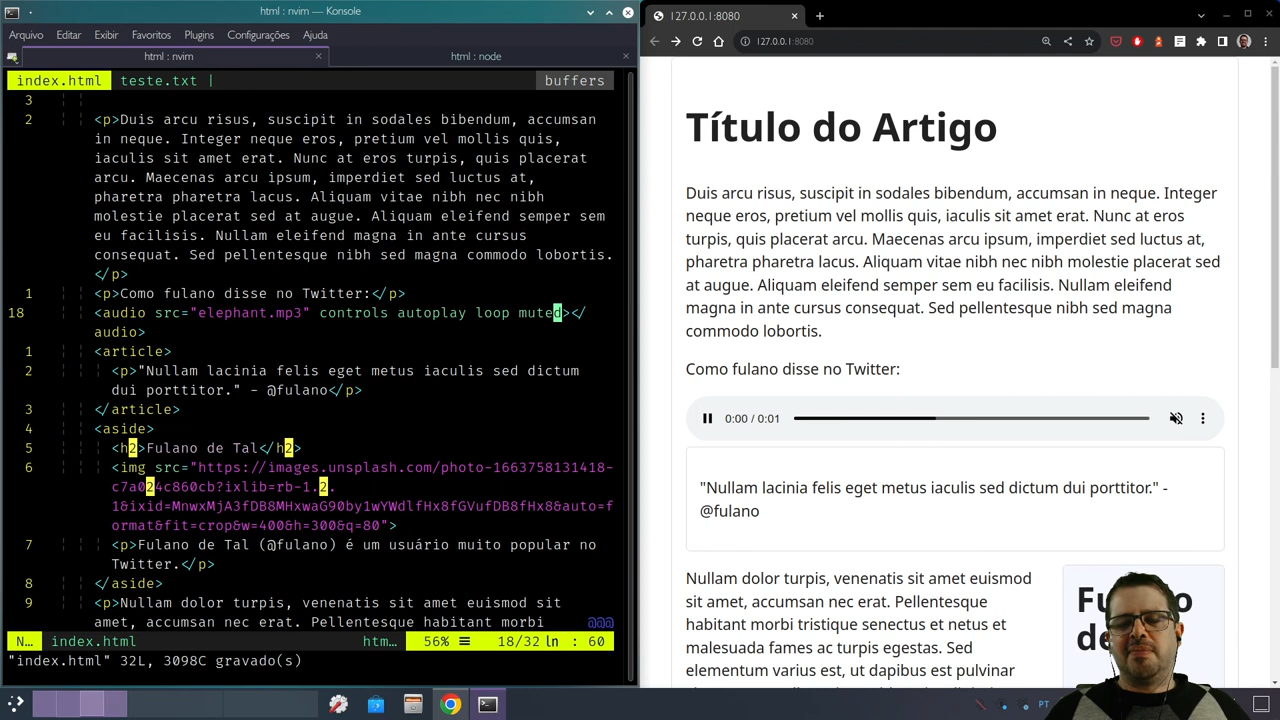 html : nvim — Konsole
Arquivo Editar Exibir Favoritos Plugins Configurações Ajuda
html : nvim
html : node
index.html teste.txt |
buffers
3
2 <p>Duis arcu risus, suscipit in sodales bibendum, accumsan
in neque. Integer neque eros, pretium vel mollis quis,
iaculis sit amet erat. Nunc at eros turpis, quis placerat
arcu. Maecenas arcu ipsum, imperdiet sed luctus at,
pharetra pharetra lacus. Aliquam vitae nibh nec nibh
molestie placerat sed at augue. Aliquam eleifend semper sem
eu facilisis. Nullam eleifend magna in ante cursus
consequat. Sed pellentesque nibh sed magna commodo lobortis.
</p>
1 <p>Como fulano disse no Twitter:</p>
18 <audio src="elephant.mp3" controls autoplay loop muted></
audio>
1 <article>
2 <p>"Nullam lacinia felis eget metus iaculis sed dictum
dui porttitor." - @fulano</p>
3 </article>
4 <aside>
5 <h2>Fulano de Tal</h2>
6 <img src="https://images.unsplash.com/photo-1663758131418-
c7a024c860cb?ixlib=rb-1.2.
1&ixid=MnwxMjA3fDB8MHxwaG90by1wYWdlfHx8fGVufDB8fHx8&auto=f
ormat&fit=crop&w=400&h=300&q=80">
7 <p>Fulano de Tal (@fulano) é um usuário muito popular no
Twitter.</p>
8 </aside>
9 <p>Nullam dolor turpis, venenatis sit amet euismod sit
amet, accumsan nec erat. Pellentesque habitant morbi @@@
N… index.html htm… 56% ☰ 18/32 ln : 60
"index.html" 32L, 3098C gravado(s)
127.0.0.1:8080
127.0.0.1:8080
Título do Artigo
Duis arcu risus, suscipit in sodales bibendum, accumsan in neque. Integer
neque eros, pretium vel mollis quis, iaculis sit amet erat. Nunc at eros
turpis, quis placerat arcu. Maecenas arcu ipsum, imperdiet sed luctus at,
pharetra pharetra lacus. Aliquam vitae nibh nec nibh molestie placerat sed
at augue. Aliquam eleifend semper sem eu facilisis. Nullam eleifend
magna in ante cursus consequat. Sed pellentesque nibh sed magna
commodo lobortis.
Como fulano disse no Twitter:
0:00 / 0:01
"Nullam lacinia felis eget metus iaculis sed dictum dui porttitor." -
@fulano
Nullam dolor turpis, venenatis sit amet euismod
sit amet, accumsan nec erat. Pellentesque
habitant morbi tristique senectus et netus et
malesuada fames ac turpis egestas. Sed
elementum varius est, ut dapibus est pulvinar
PT